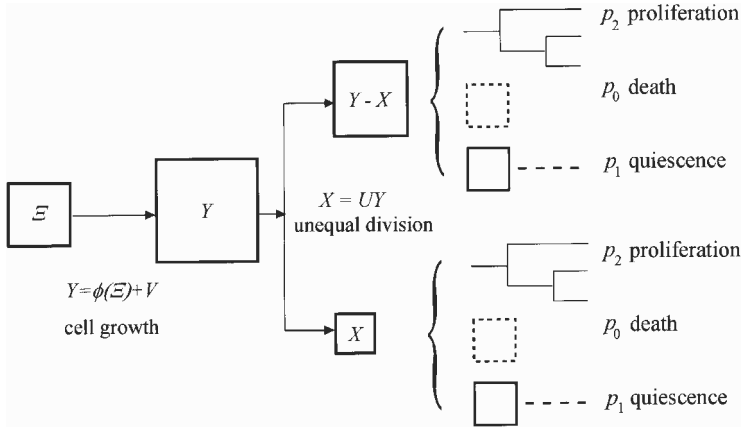 p₂ proliferation
Y - X
p₀ death
p₁ quiescence
Ξ
Y
X = UY
unequal division
Y=ϕ(Ξ)+V
cell growth
p₂ proliferation
X
p₀ death
p₁ quiescence